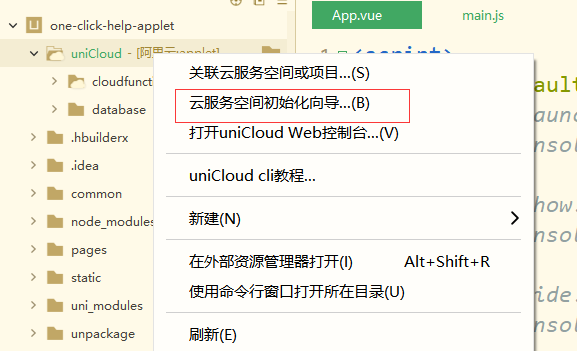 one-click-help-applet
App.vue
main.js
uniCloud - [阿里云:applet]
<script>
cloudfunct
database
.hbuilderx
.idea
common
node_modules
pages
static
uni_modules
unpackage
关联云服务空间或项目...(S)
云服务空间初始化向导...(B)
打开uniCloud Web控制台...(V)
uniCloud cli教程...
新建(N)
在外部资源管理器打开(I) Alt+Shift+R
使用命令行窗口打开所在目录(U)
刷新(E)
ault
aunc
nsol
how:
nsol
ide:
nsol